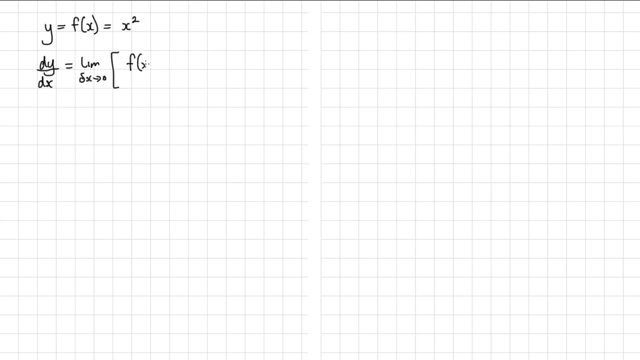 y = f(x) = x²
dy/dx = lim δx→0 [ f(x